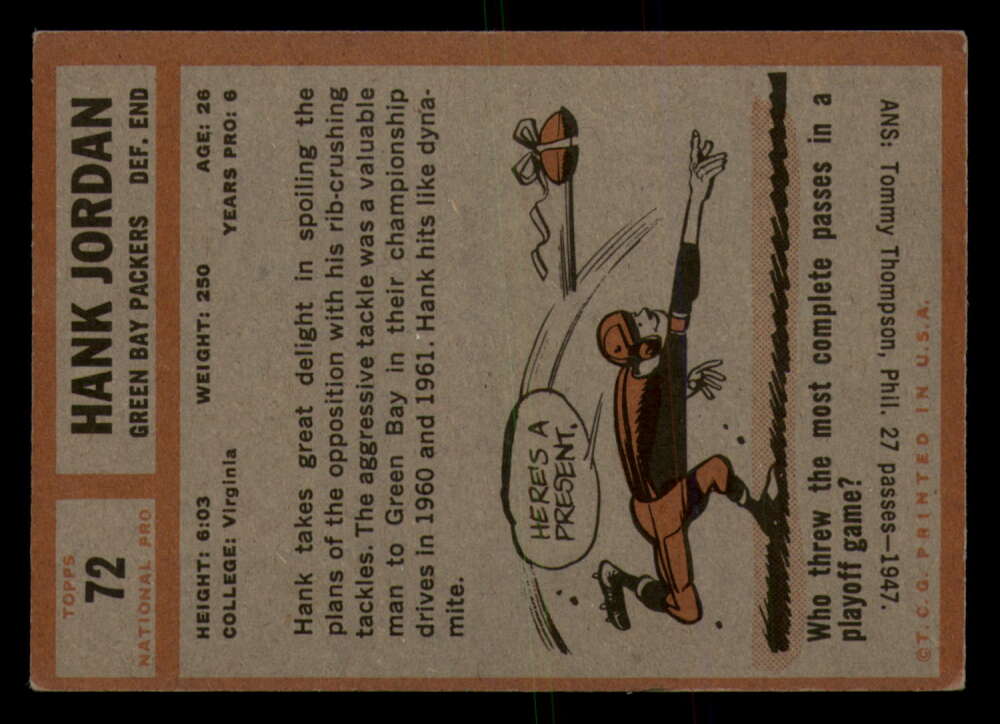 TOPPS
72
NATIONAL PRO
HANK JORDAN
GREEN BAY PACKERS DEF. END
HEIGHT: 6:03 WEIGHT: 250 AGE: 26
COLLEGE: Virginia YEARS PRO: 6
Hank takes great delight in spoiling the
plans of the opposition with his rib-crushing
tackles. The aggressive tackle was a valuable
man to Green Bay in their championship
drives in 1960 and 1961. Hank hits like dyna-
mite.
HERE'S A
PRESENT.
Who threw the most complete passes in a
playoff game?
ANS: Tommy Thompson, Phil. 27 passes—1947.
©T.C.G. PRINTED IN U.S.A.